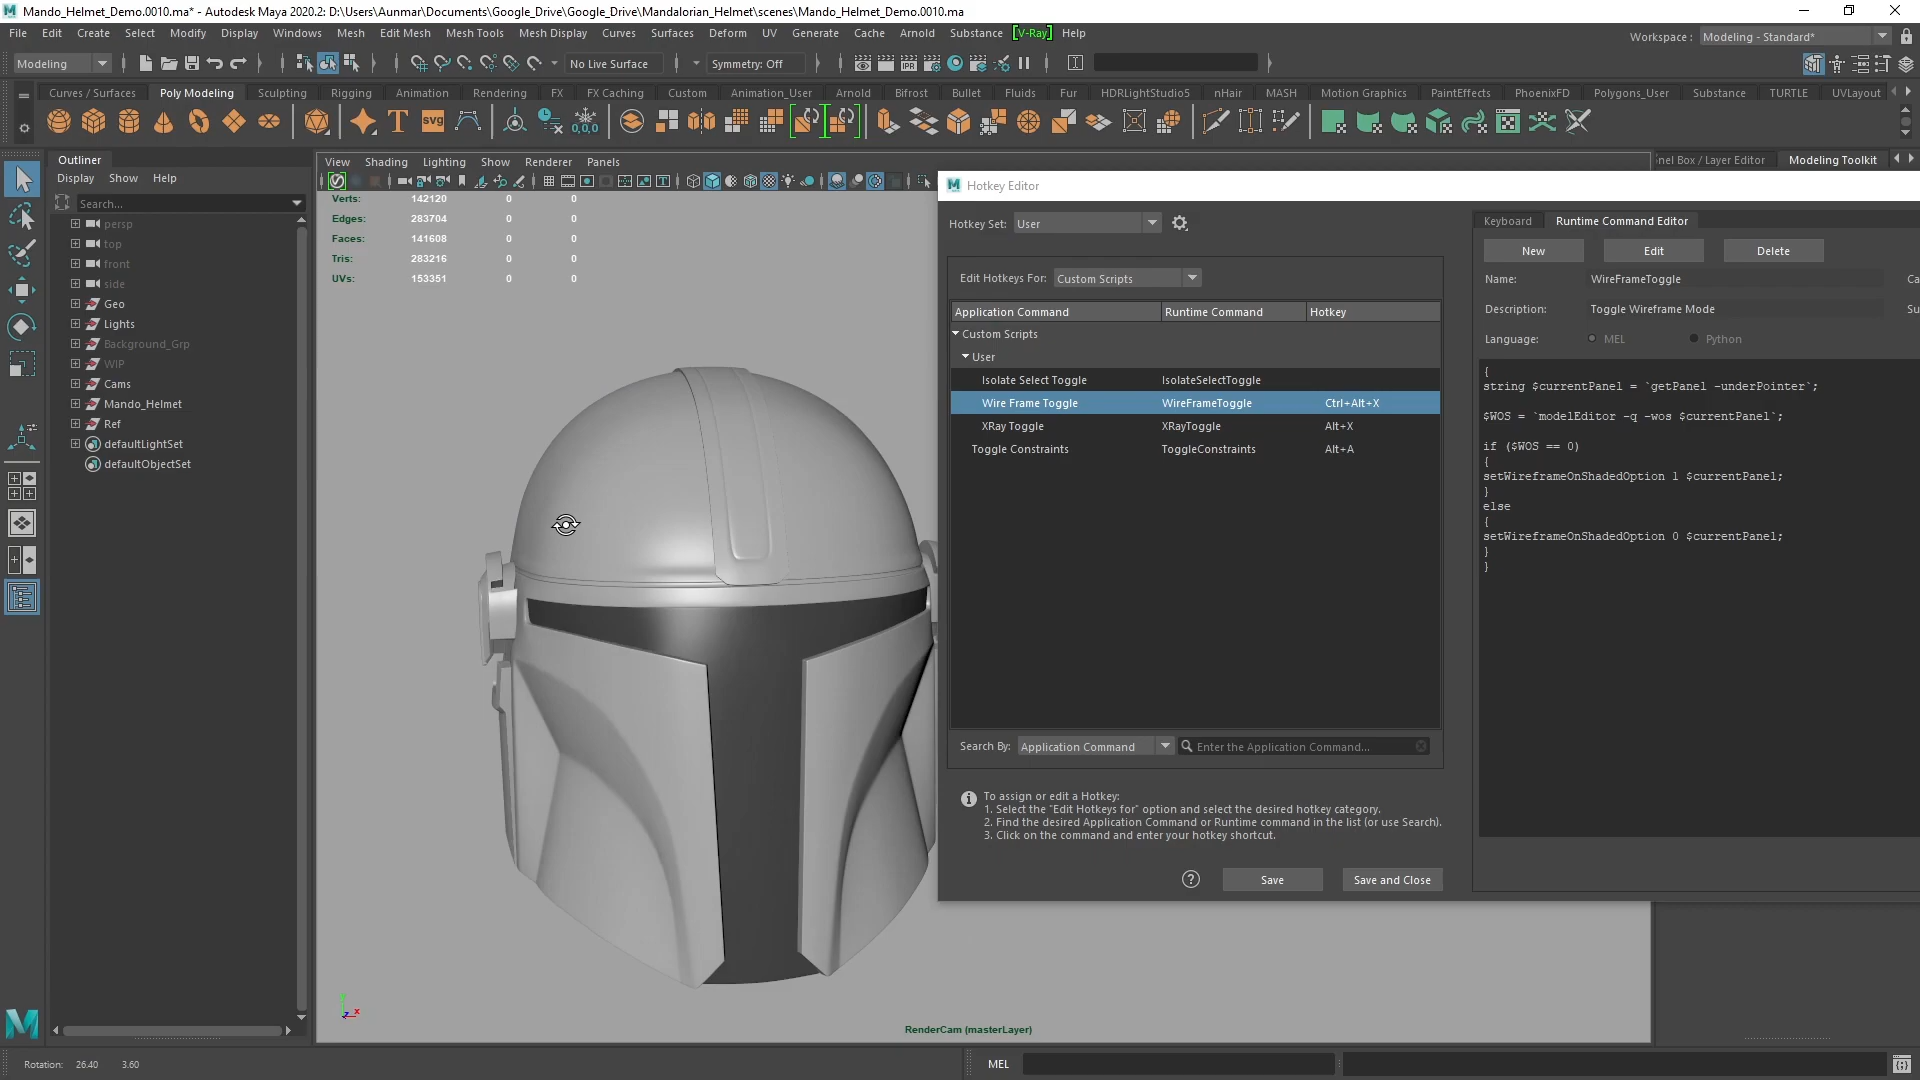 Mando_Helmet_Demo.0010.ma* - Autodesk Maya 2020.2: D:\Users\Aunmar\Documents\Google_Drive\Google_Drive\Mandalorian_Helmet\scenes\Mando_Helmet_Demo.0010.ma
File Edit Create Select Modify Display Windows Mesh Edit Mesh Mesh Tools Mesh Display Curves Surfaces Deform UV Generate Cache Arnold Substance [V-Ray] Help
Workspace : Modeling - Standard*
Modeling No Live Surface Symmetry: Off
Curves / Surfaces Poly Modeling Sculpting Rigging Animation Rendering FX FX Caching Custom Animation_User Arnold Bifrost Bullet Fluids Fur HDRLightStudio5 nHair MASH Motion Graphics PaintEffects PhoenixFD Polygons_User Substance TURTLE UVLayout
SVG
0,0,0
IPR
Outliner
Display Show Help
Search...
persp
top
front
side
Geo
Lights
Background_Grp
WIP
Cams
Mando_Helmet
Ref
defaultLightSet
defaultObjectSet
View Shading Lighting Show Renderer Panels
Verts: 142120 0 0
Edges: 283704 0 0
Faces: 141608 0 0
Tris: 283216 0 0
UVs: 153351 0 0
RenderCam (masterLayer)
nel Box / Layer Editor Modeling Toolkit
Hotkey Editor
Hotkey Set: User
Edit Hotkeys For: Custom Scripts
Application Command Runtime Command Hotkey
Custom Scripts
User
Isolate Select Toggle IsolateSelectToggle
Wire Frame Toggle WireFrameToggle Ctrl+Alt+X
XRay Toggle XRayToggle Alt+X
Toggle Constraints ToggleConstraints Alt+A
Search By: Application Command Enter the Application Command...
To assign or edit a Hotkey:
1. Select the "Edit Hotkeys for" option and select the desired hotkey category.
2. Find the desired Application Command or Runtime command in the list (or use Search).
3. Click on the command and enter your hotkey shortcut.
Save Save and Close
Keyboard Runtime Command Editor
New Edit Delete
Name: WireFrameToggle Ca
Description: Toggle Wireframe Mode Su
Language: MEL Python
{
string $currentPanel = `getPanel -underPointer`;
$WOS = `modelEditor -q -wos $currentPanel`;
if ($WOS == 0)
{
setWireframeOnShadedOption 1 $currentPanel;
}
else
{
setWireframeOnShadedOption 0 $currentPanel;
}
}
Rotation: 26.40 3.60
MEL